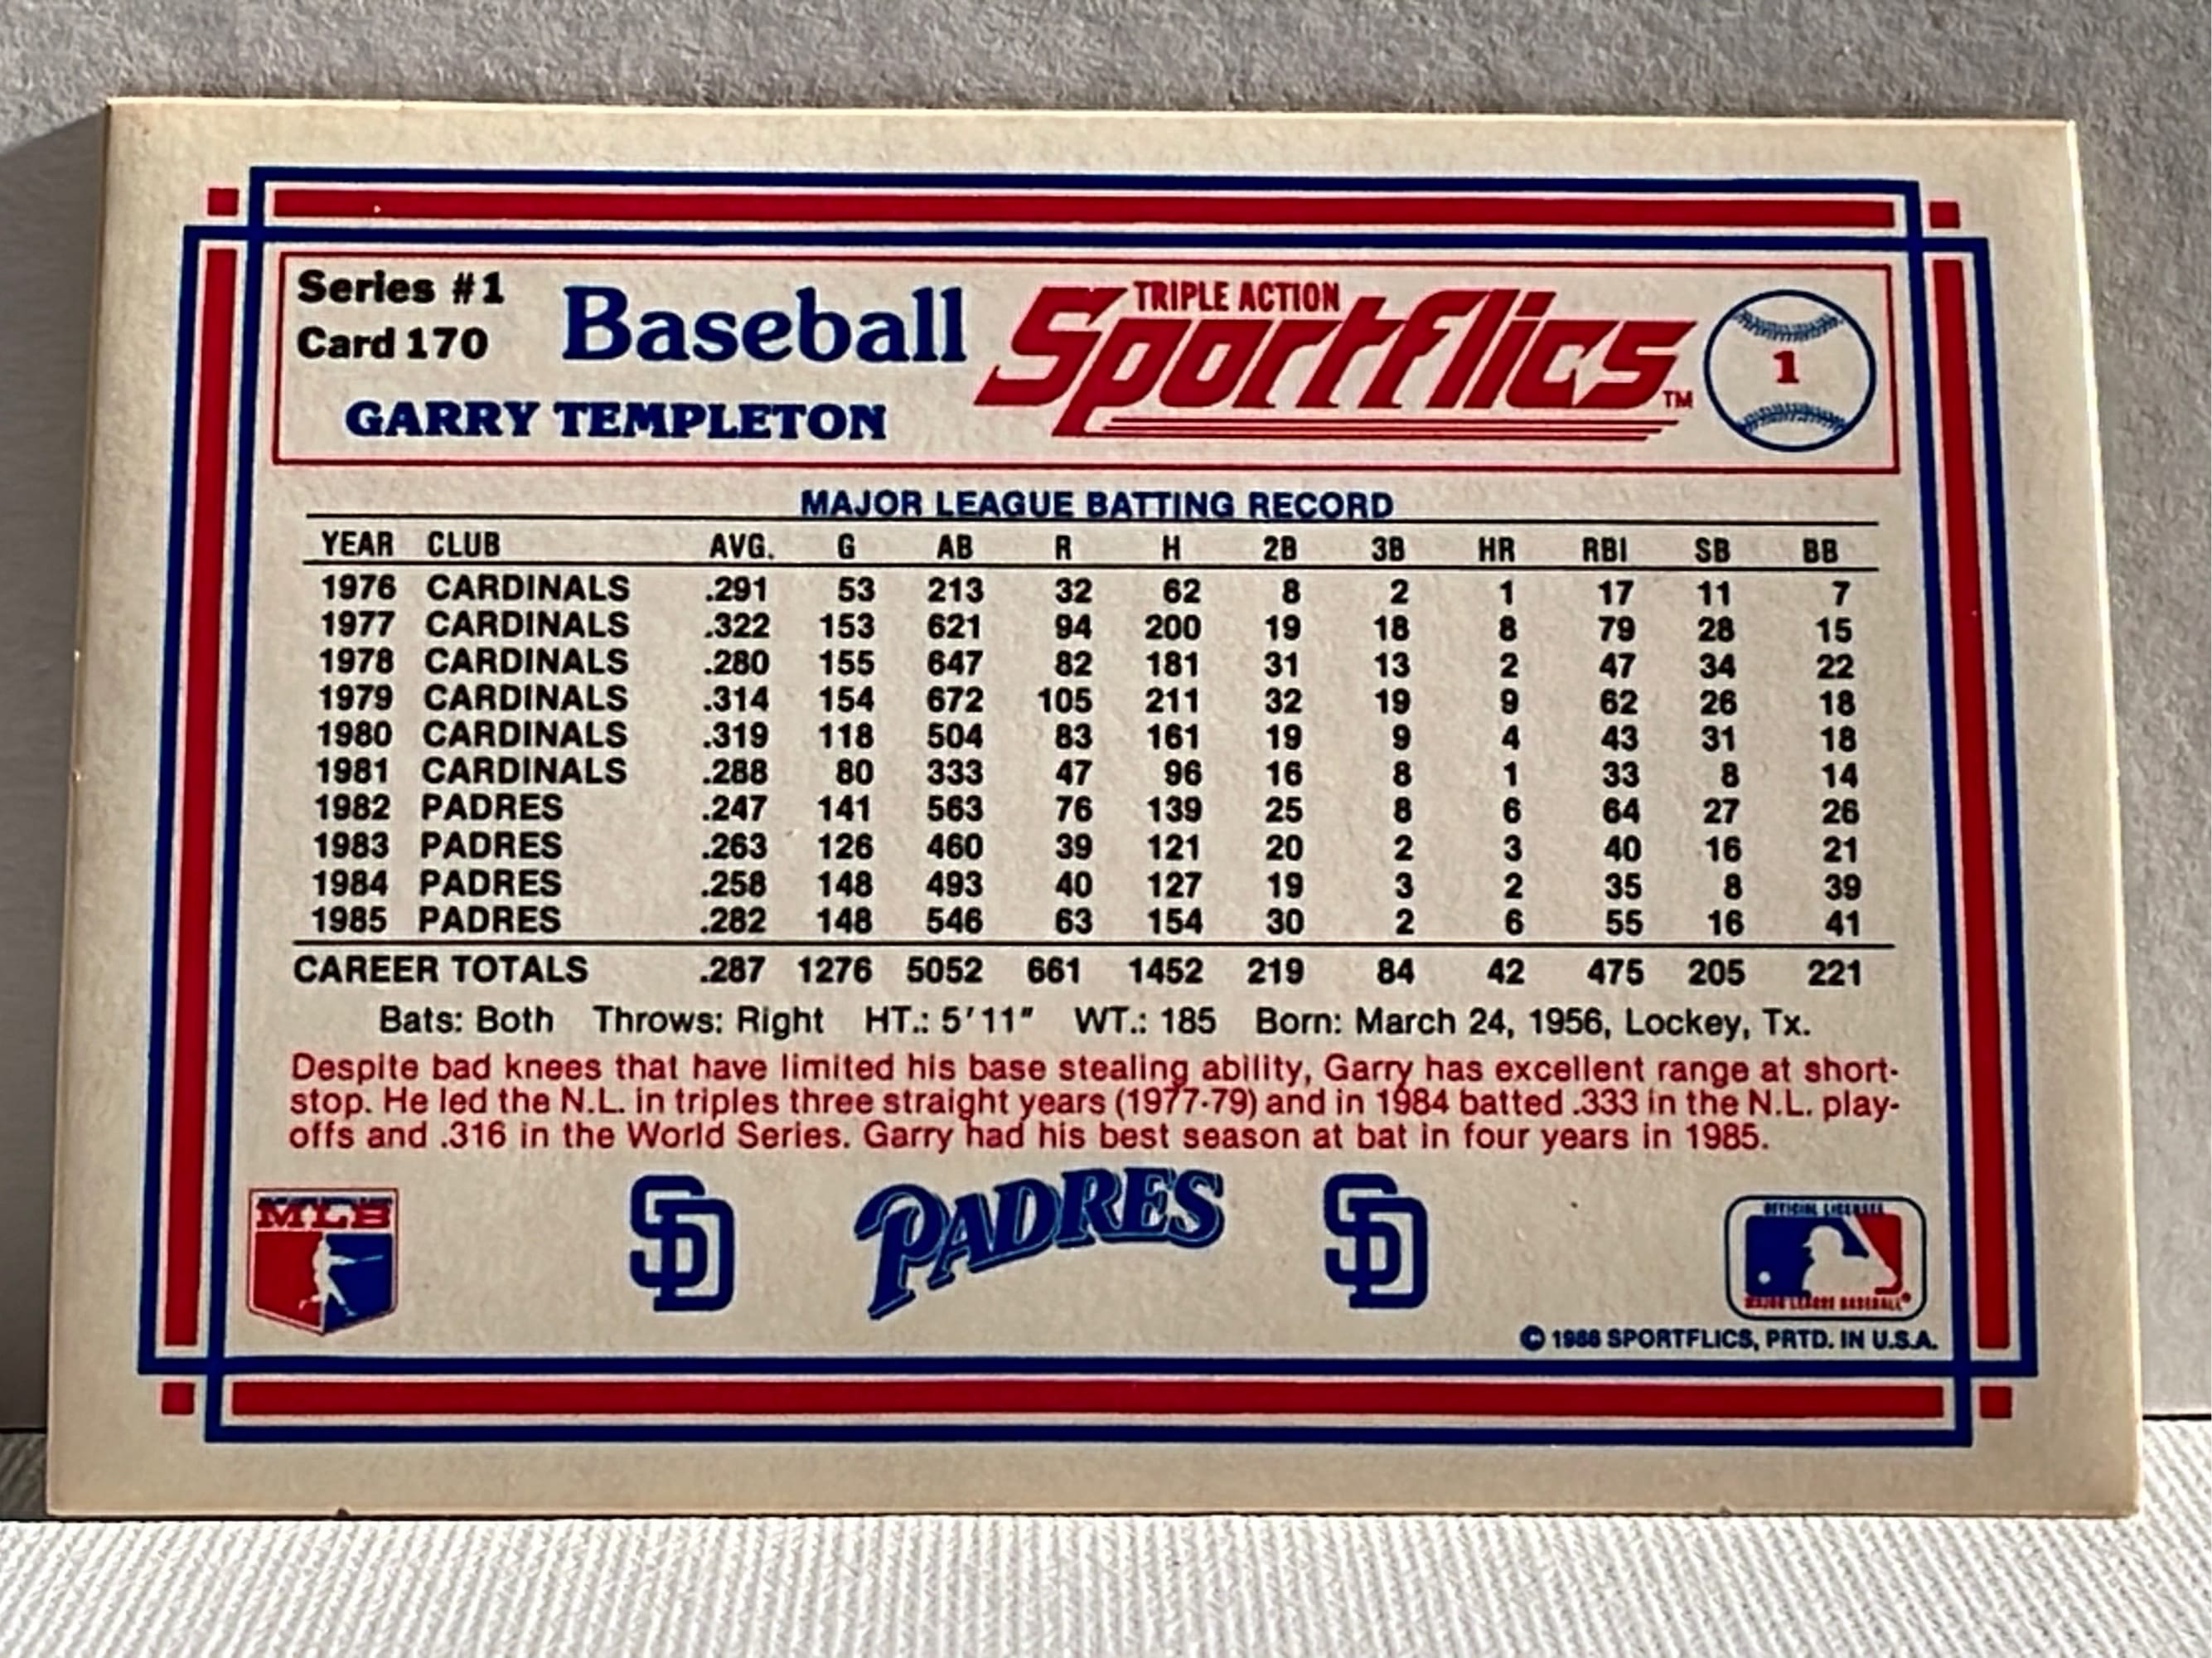 Series #1
Card 170
Baseball
TRIPLE ACTION
Sportflics™
1
GARRY TEMPLETON
MAJOR LEAGUE BATTING RECORD
YEAR CLUB AVG. G AB R H 2B 3B HR RBI SB BB
1976 CARDINALS .291 53 213 32 62 8 2 1 17 11 7
1977 CARDINALS .322 153 621 94 200 19 18 8 79 28 15
1978 CARDINALS .280 155 647 82 181 31 13 2 47 34 22
1979 CARDINALS .314 154 672 105 211 32 19 9 62 26 18
1980 CARDINALS .319 118 504 83 161 19 9 4 43 31 18
1981 CARDINALS .288 80 333 47 96 16 8 1 33 8 14
1982 PADRES .247 141 563 76 139 25 8 6 64 27 26
1983 PADRES .263 126 460 39 121 20 2 3 40 16 21
1984 PADRES .258 148 493 40 127 19 3 2 35 8 39
1985 PADRES .282 148 546 63 154 30 2 6 55 16 41
CAREER TOTALS .287 1276 5052 661 1452 219 84 42 475 205 221
Bats: Both Throws: Right HT.: 5'11" WT.: 185 Born: March 24, 1956, Lockey, Tx.
Despite bad knees that have limited his base stealing ability, Garry has excellent range at short-
stop. He led the N.L. in triples three straight years (1977-79) and in 1984 batted .333 in the N.L. play-
offs and .316 in the World Series. Garry had his best season at bat in four years in 1985.
MLB
SD
PADRES
SD
OFFICIAL LICENSEE
MAJOR LEAGUE BASEBALL®
© 1986 SPORTFLICS, PRTD. IN U.S.A.